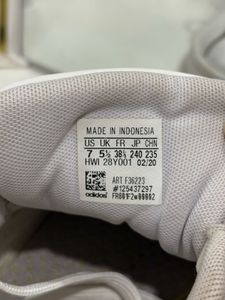 MADE IN INDONESIA
US UK FR JP CHN
7 5½ 38⅔ 240 235
HWI 28Y001 02/20
ART F36223
#125437297
adidas